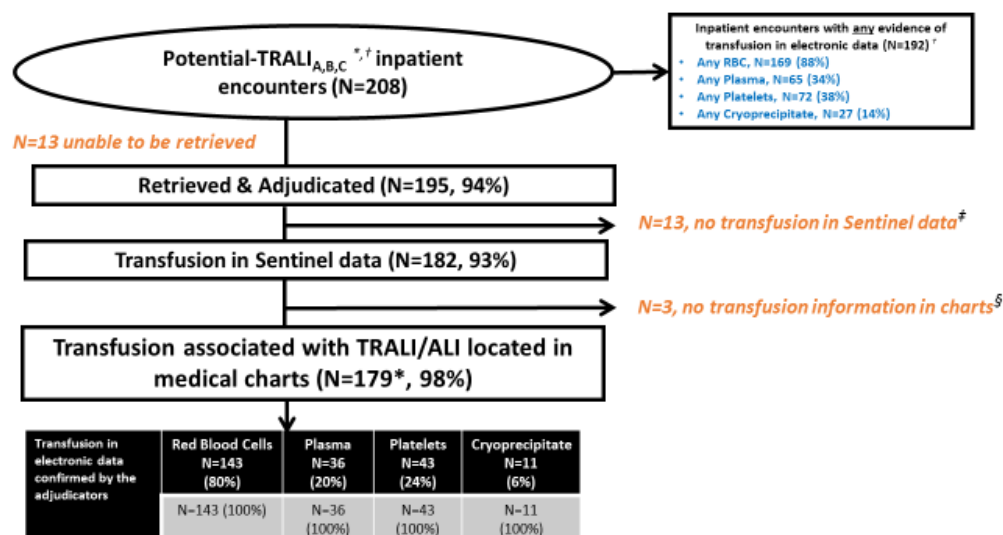 Potential-TRALI A,B,C *,† inpatient
encounters (N=208)
Inpatient encounters with any evidence of
transfusion in electronic data (N=192) †
• Any RBC, N=169 (88%)
• Any Plasma, N=65 (34%)
• Any Platelets, N=72 (38%)
• Any Cryoprecipitate, N=27 (14%)
N=13 unable to be retrieved
Retrieved & Adjudicated (N=195, 94%)
N=13, no transfusion in Sentinel data‡
Transfusion in Sentinel data (N=182, 93%)
N=3, no transfusion information in charts§
Transfusion associated with TRALI/ALI located in
medical charts (N=179*, 98%)
Transfusion in
electronic data
confirmed by the
adjudicators
Red Blood Cells
N=143
(80%)
Plasma
N=36
(20%)
Platelets
N=43
(24%)
Cryoprecipitate
N=11
(6%)
N=143 (100%)
N=36
(100%)
N=43
(100%)
N=11
(100%)